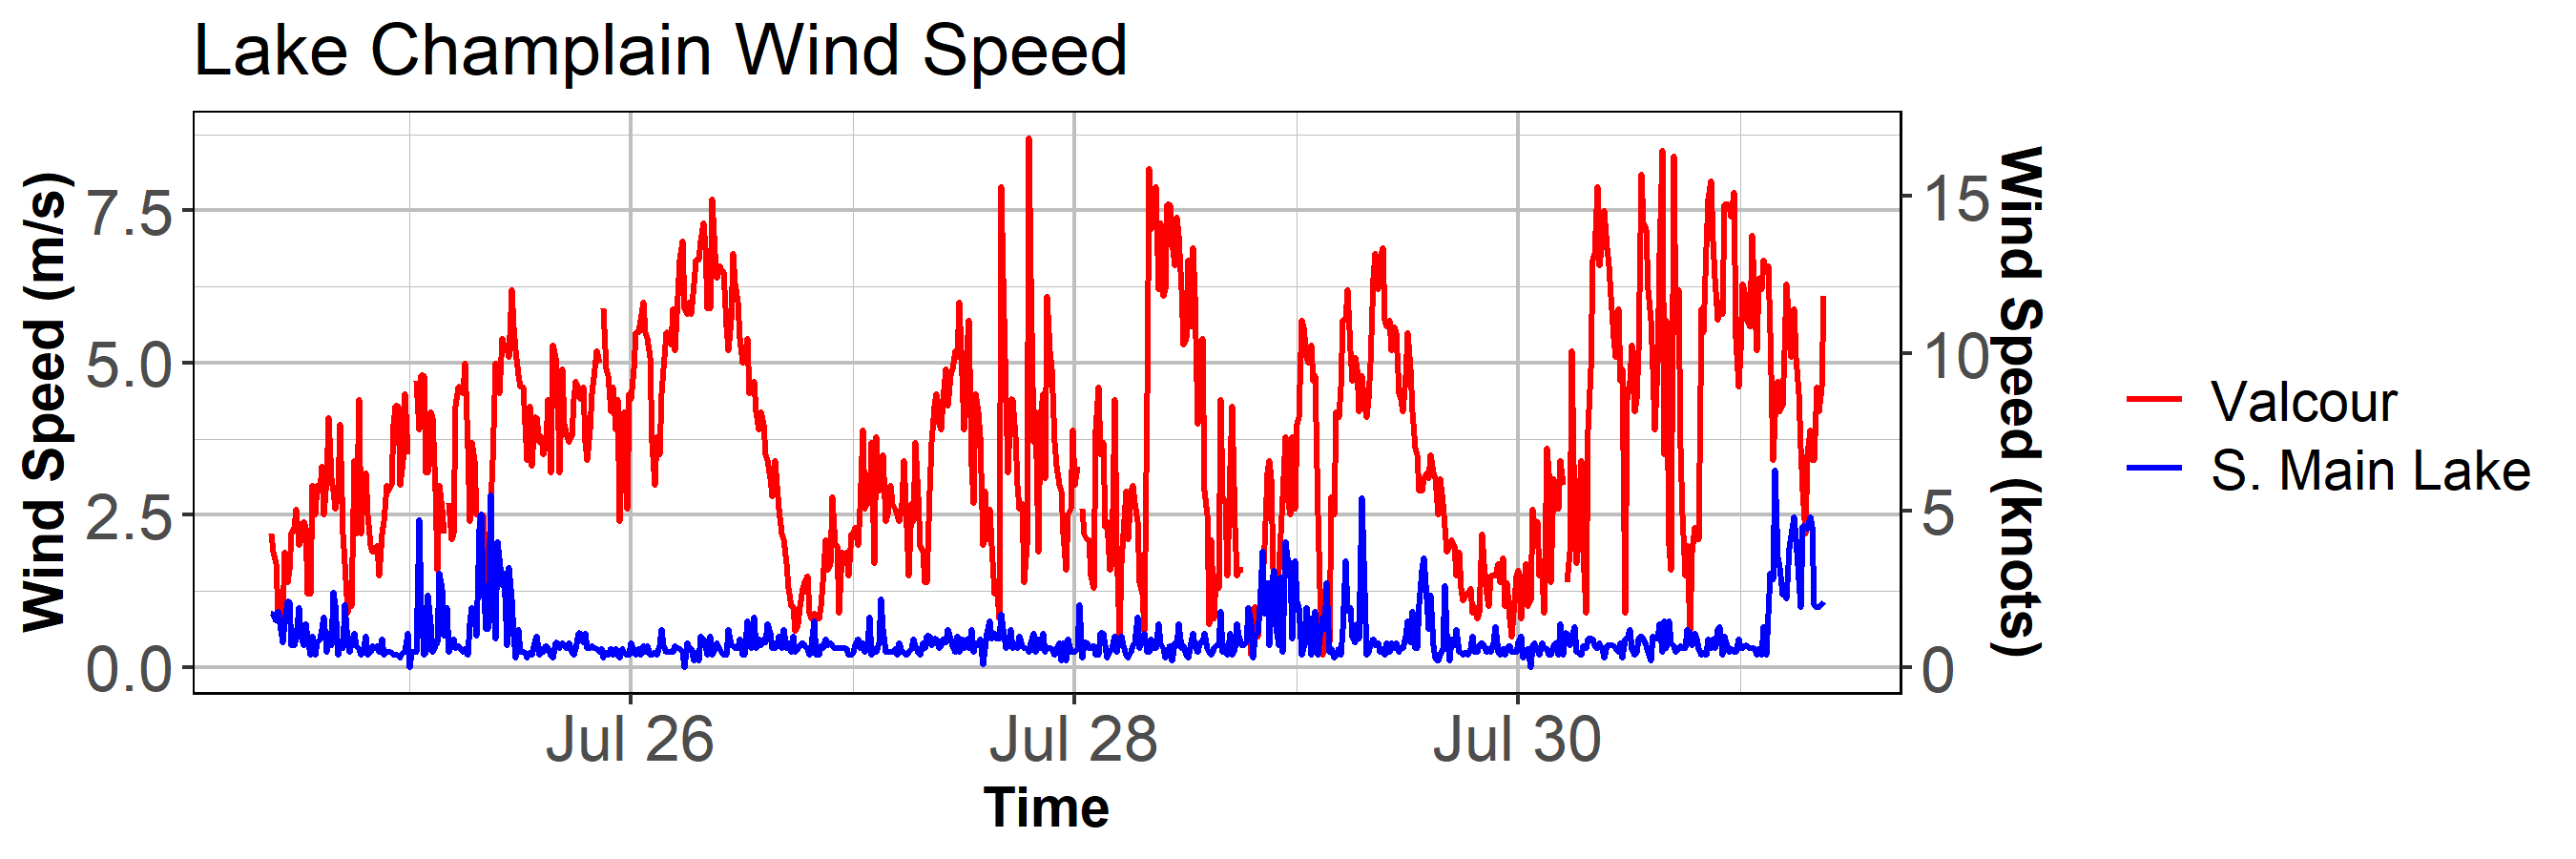 Lake Champlain Wind Speed
Wind Speed (m/s)
7.5
5.0
2.5
0.0
15
10
5
0
Wind Speed (knots)
Jul 26
Jul 28
Jul 30
Time
Valcour
S. Main Lake